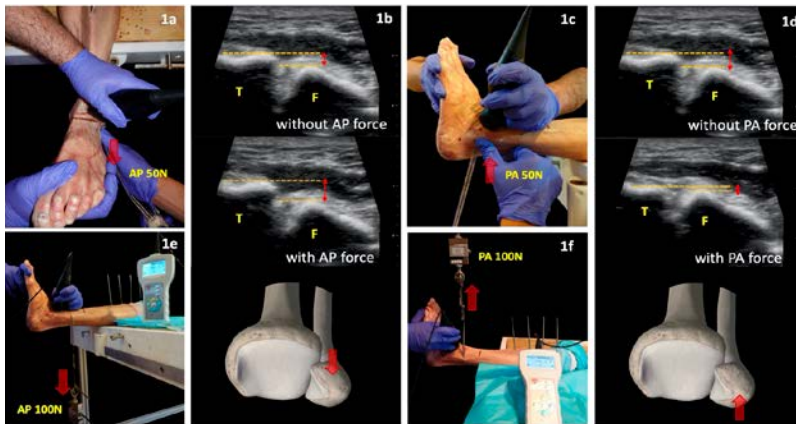 1a
AP 50N
1b
T
F
without AP force
T
F
with AP force
1c
PA 50N
1d
T
F
without PA force
T
F
with PA force
1e
AP 100N
1f
PA 100N